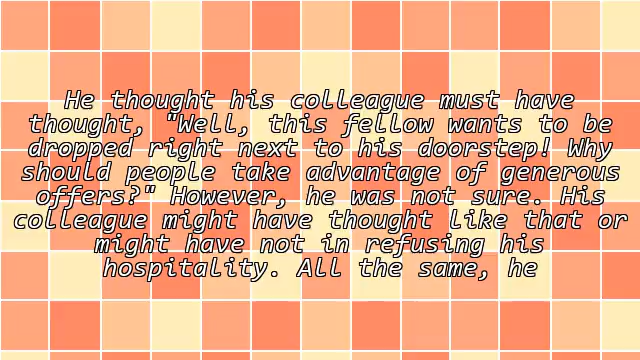 He thought his colleague must have
thought, "Well, this fellow wants to be
dropped right next to his doorstep! Why
should people take advantage of generous
offers?" However, he was not sure. His
colleague might have thought like that or
might have not in refusing his
hospitality. All the same, he